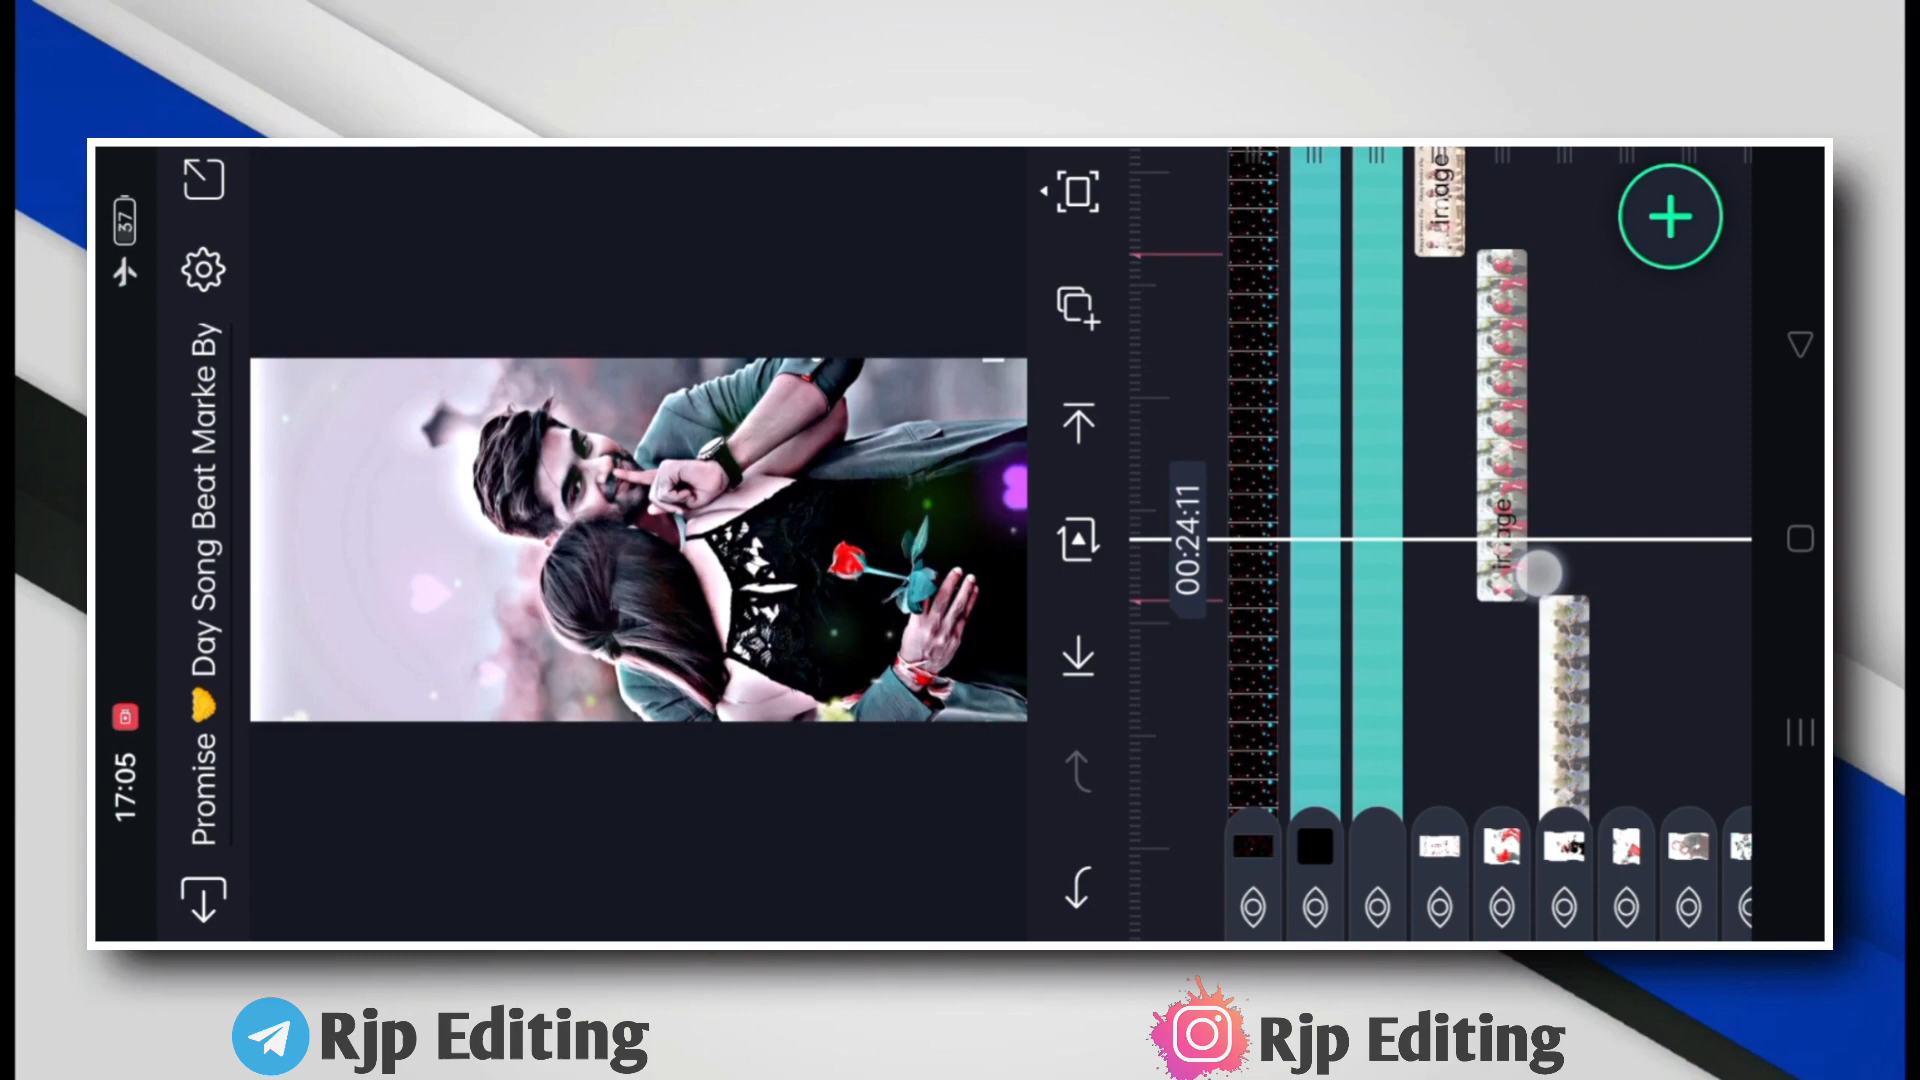 17:05
37
Promise 🤝 Day Song Beat Marke By
00:24:11
image
image
Rjp Editing
Rjp Editing